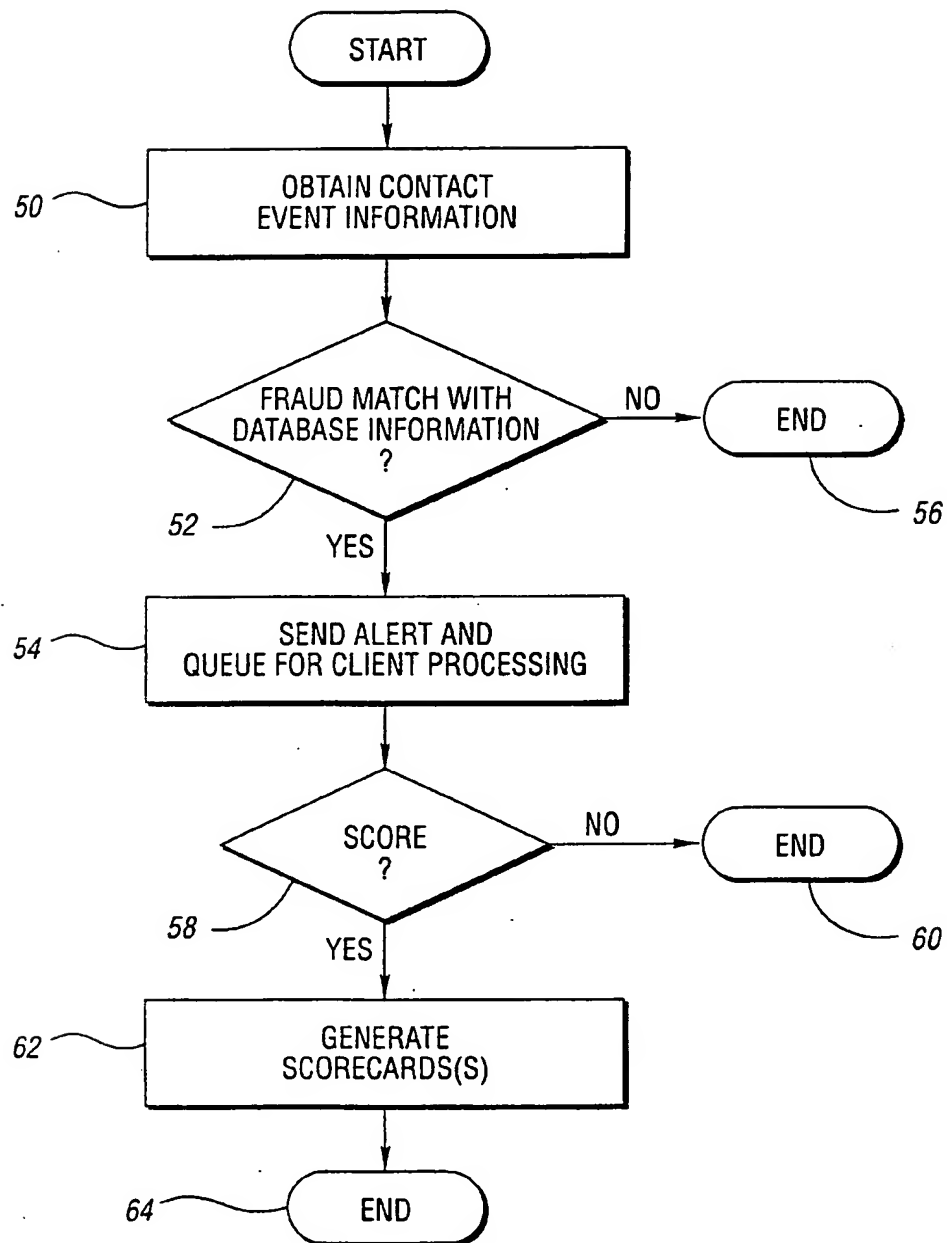 START
50
OBTAIN CONTACT
EVENT INFORMATION
FRAUD MATCH WITH
DATABASE INFORMATION
?
NO
END
52
56
YES
54
SEND ALERT AND
QUEUE FOR CLIENT PROCESSING
SCORE
?
NO
END
58
60
YES
62
GENERATE
SCORECARDS(S)
64
END